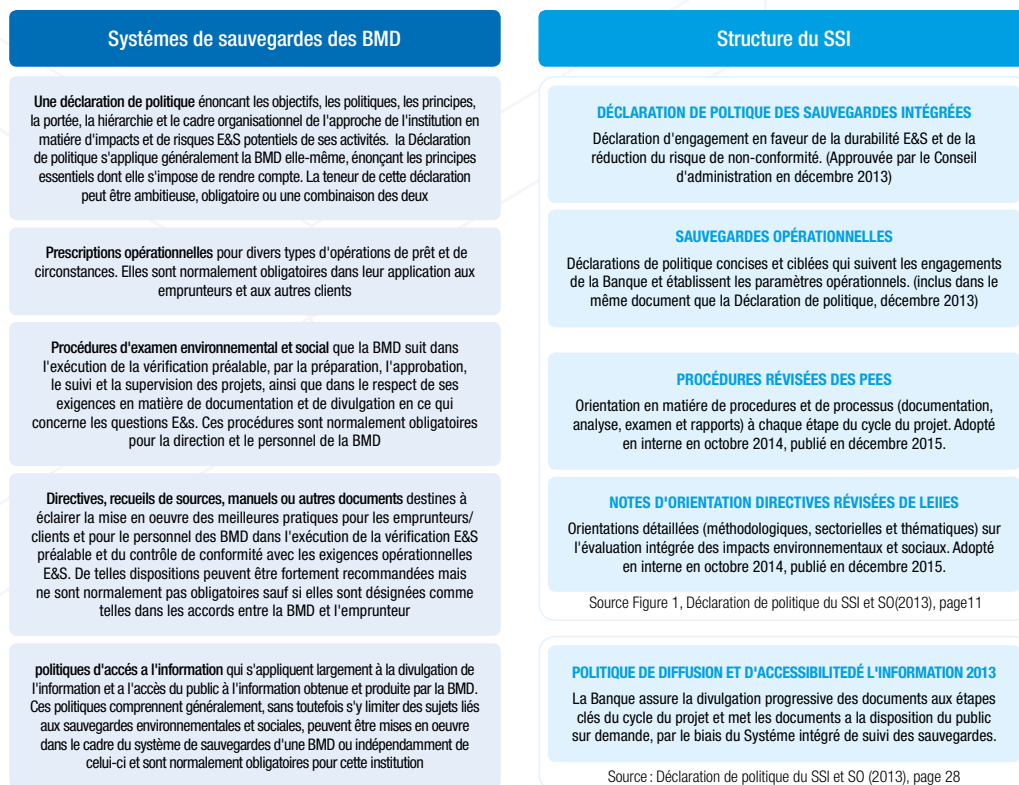 Systémes de sauvegardes des BMD
Une déclaration de politique énoncant les objectifs, les politiques, les principes,
la portée, la hiérarchie et le cadre organisationnel de l'approche de l'institution en
matiére d'impacts et de risques E&S potentiels de ses activités. la Déclaration
de politique s'applique généralement la BMD elle-même, énonçant les principes
essentiels dont elle s'impose de rendre compte. La teneur de cette déclaration
peut être ambitieuse, obligatoire ou une combinaison des deux
Prescriptions opérationnelles pour divers types d'opérations de prêt et de
circonstances. Elles sont normalement obligatoires dans leur application aux
emprunteurs et aux autres clients
Procédures d'examen environnemental et social que la BMD suit dans
l'exécution de la vérification préalable, par la préparation, l'approbation,
le suivi et la supervision des projets, ainsi que dans le respect de ses
exigences en matière de documentation et de divulgation en ce qui
concerne les questions E&s. Ces procédures sont normalement obligatoires
pour la direction et le personnel de la BMD
Directives, recueils de sources, manuels ou autres documents destines à
éclairer la mise en oeuvre des meilleures pratiques pour les emprunteurs/
clients et pour le personnel des BMD dans l'exécution de la vérification E&S
préalable et du contrôle de conformité avec les exigences opérationnelles
E&S. De telles dispositions peuvent être fortement recommandées mais
ne sont normalement pas obligatoires sauf si elles sont désignées comme
telles dans les accords entre la BMD et l'emprunteur
politiques d'accés a l'information qui s'appliquent largement à la divulgation de
l'information et a l'accès du public à l'information obtenue et produite par la BMD.
Ces politiques comprennent généralement, sans toutefois s'y limiter des sujets liés
aux sauvegardes environnementales et sociales, peuvent être mises en oeuvre
dans le cadre du système de sauvegardes d'une BMD ou indépendamment de
celui-ci et sont normalement obligatoires pour cette institution
Structure du SSI
DÉCLARATION DE POLTIQUE DES SAUVEGARDES INTÉGRÉES
Déclaration d'engagement en faveur de la durabilité E&S et de la
réduction du risque de non-conformité. (Approuvée par le Conseil
d'administration en décembre 2013)
SAUVEGARDES OPÉRATIONNELLES
Déclarations de politique concises et ciblées qui suivent les engagements
de la Banque et établissent les paramètres opérationnels. (inclus dans le
même document que la Déclaration de politique, décembre 2013)
PROCÉDURES RÉVISÉES DES PEES
Orientation en matiére de procedures et de processus (documentation,
analyse, examen et rapports) à chaque étape du cycle du projet. Adopté
en interne en octobre 2014, publié en décembre 2015.
NOTES D'ORIENTATION DIRECTIVES RÉVISÉES DE LEIIES
Orientations détaillées (méthodologiques, sectorielles et thématiques) sur
l'évaluation intégrée des impacts environnementaux et sociaux. Adopté
en interne en octobre 2014, publié en décembre 2015.
Source Figure 1, Déclaration de politique du SSI et SO(2013), page11
POLITIQUE DE DIFFUSION ET D'ACCESSIBILITEDÉ L'INFORMATION 2013
La Banque assure la divulgation progressive des documents aux étapes
clés du cycle du projet et met les documents a la disposition du public
sur demande, par le biais du Systéme intégré de suivi des sauvegardes.
Source : Déclaration de politique du SSI et SO (2013), page 28